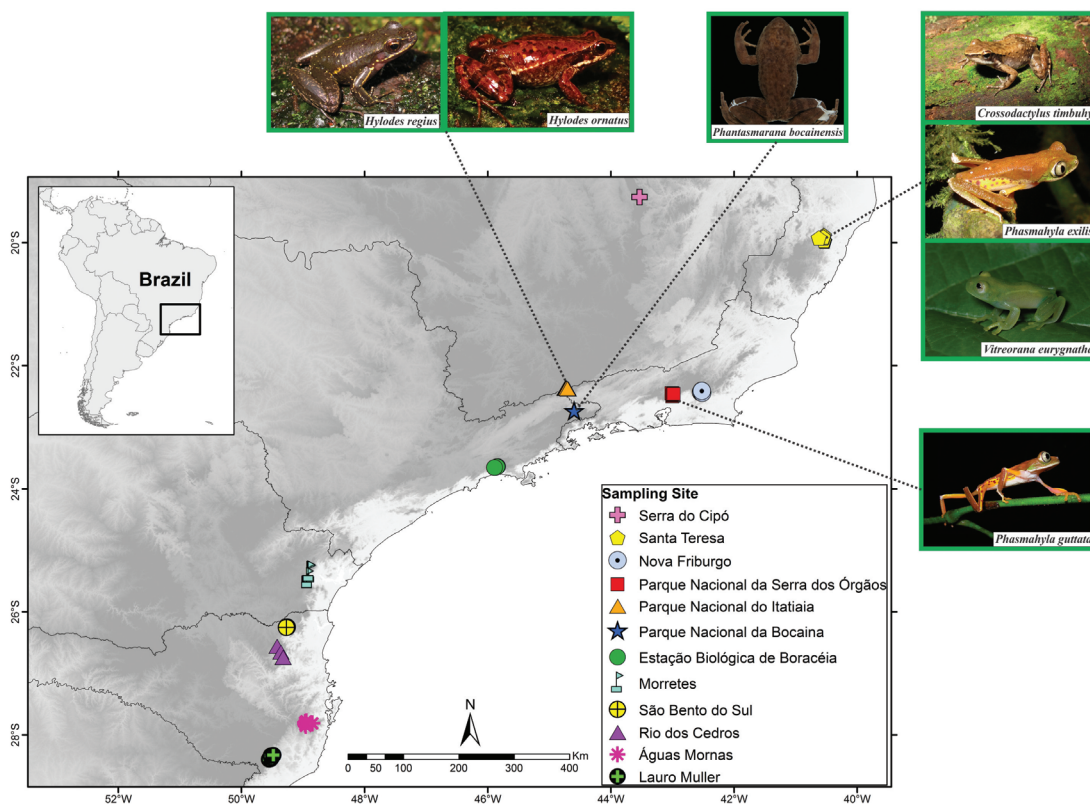 Hylodes regius
Hylodes ornatus
Phantasmarana bocainensis
Crossodactylus timbuhy
Phasmahyla exilis
Vitreorana eurygnatha
Phasmahyla guttata
Brazil
20°S
22°S
24°S
26°S
28°S
52°W
50°W
48°W
46°W
44°W
42°W
40°W
N
Km
0 50 100 200 300 400
Sampling Site
Serra do Cipó
Santa Teresa
Nova Friburgo
Parque Nacional da Serra dos Órgãos
Parque Nacional do Itatiaia
Parque Nacional da Bocaina
Estação Biológica de Boracéia
Morretes
São Bento do Sul
Rio dos Cedros
Águas Mornas
Lauro Muller